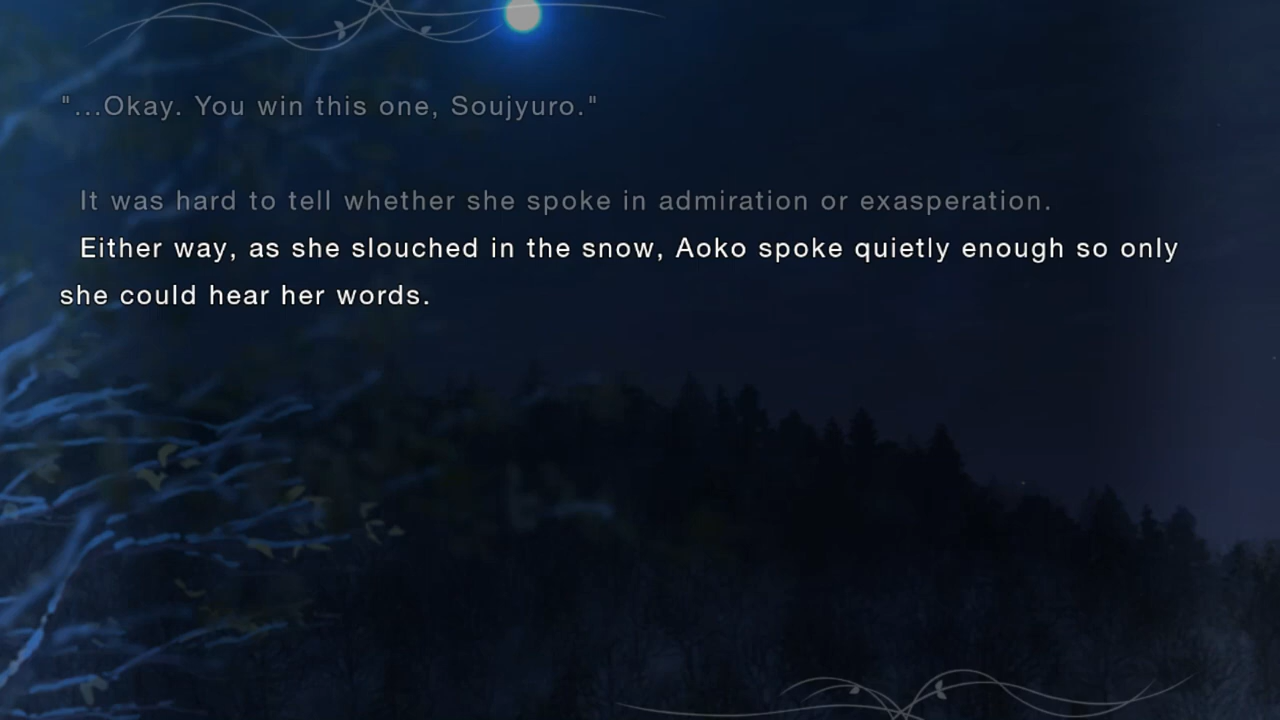 "...Okay. You win this one, Soujyuro."
It was hard to tell whether she spoke in admiration or exasperation.
Either way, as she slouched in the snow, Aoko spoke quietly enough so only
she could hear her words.